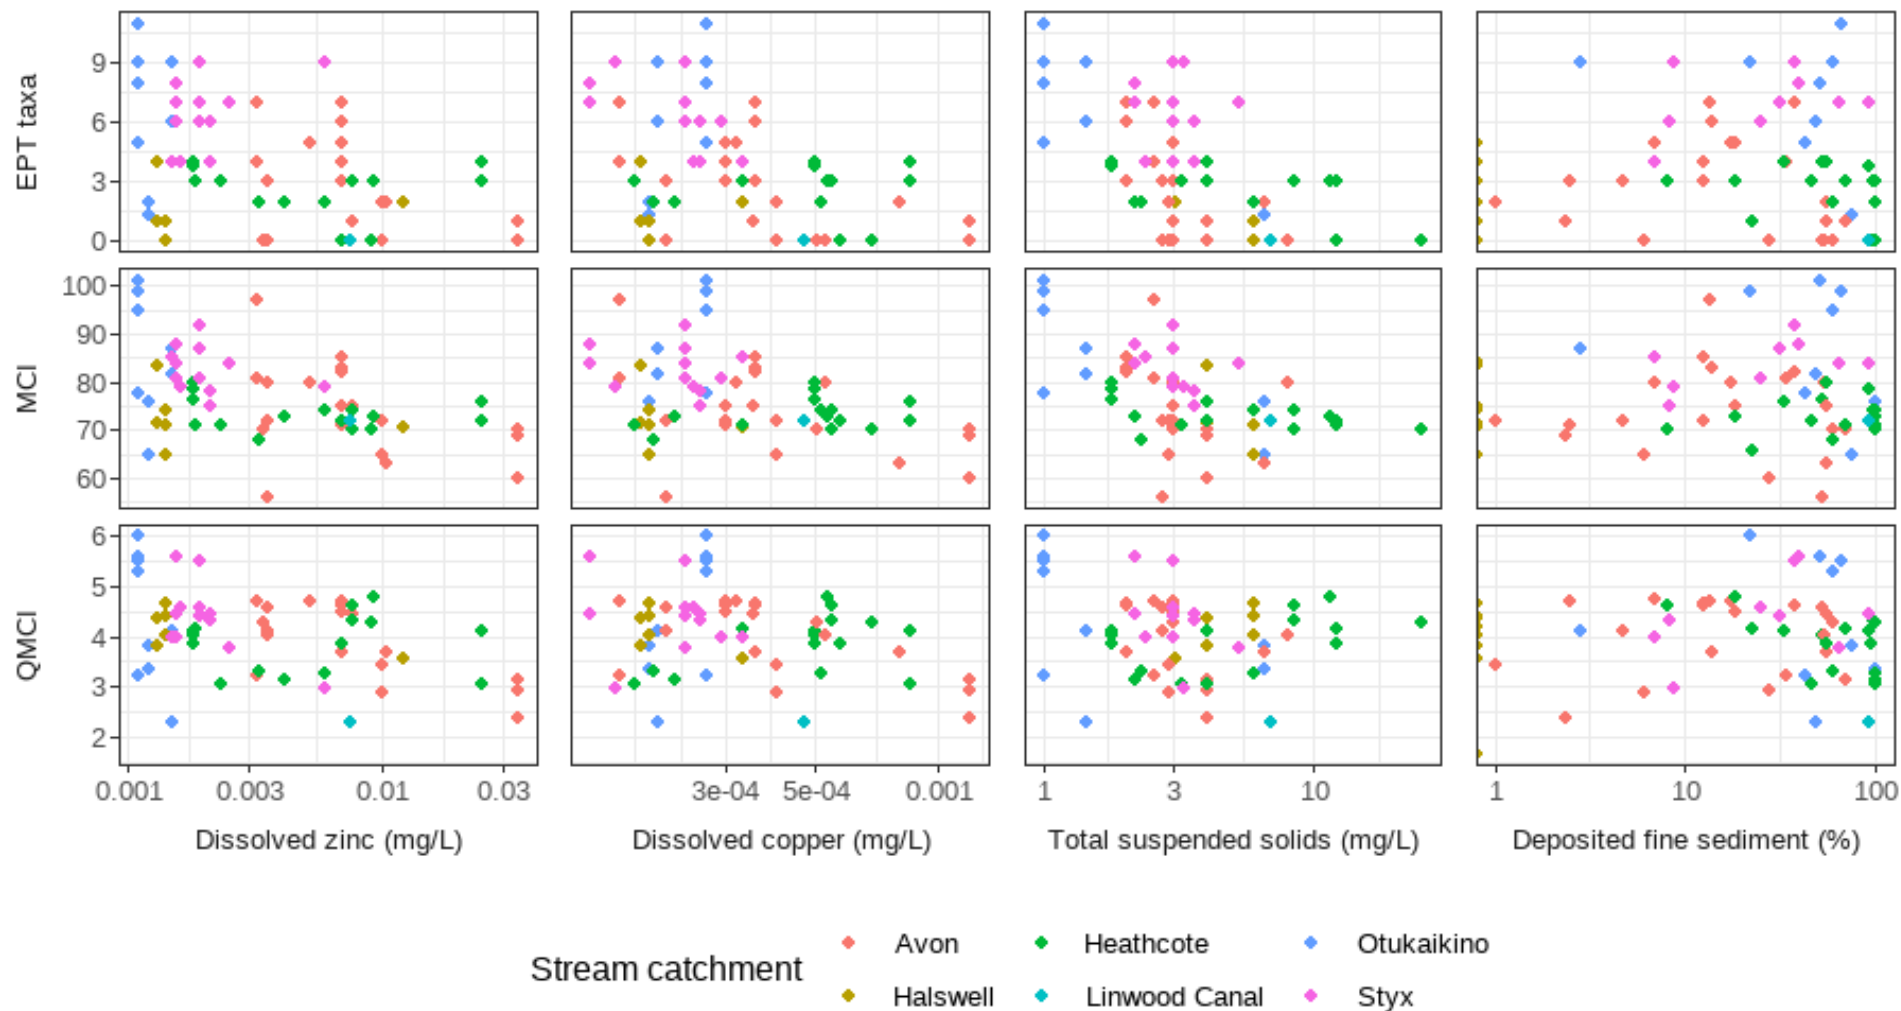 EPT taxa
9
6
3
0
MCI
100
90
80
70
60
QMCI
6
5
4
3
2
0.001 0.003 0.01 0.03 3e-04 5e-04 0.001 1 3 10 1 10 100
Dissolved zinc (mg/L) Dissolved copper (mg/L) Total suspended solids (mg/L) Deposited fine sediment (%)
Stream catchment
Avon Heathcote Otukaikino
Halswell Linwood Canal Styx